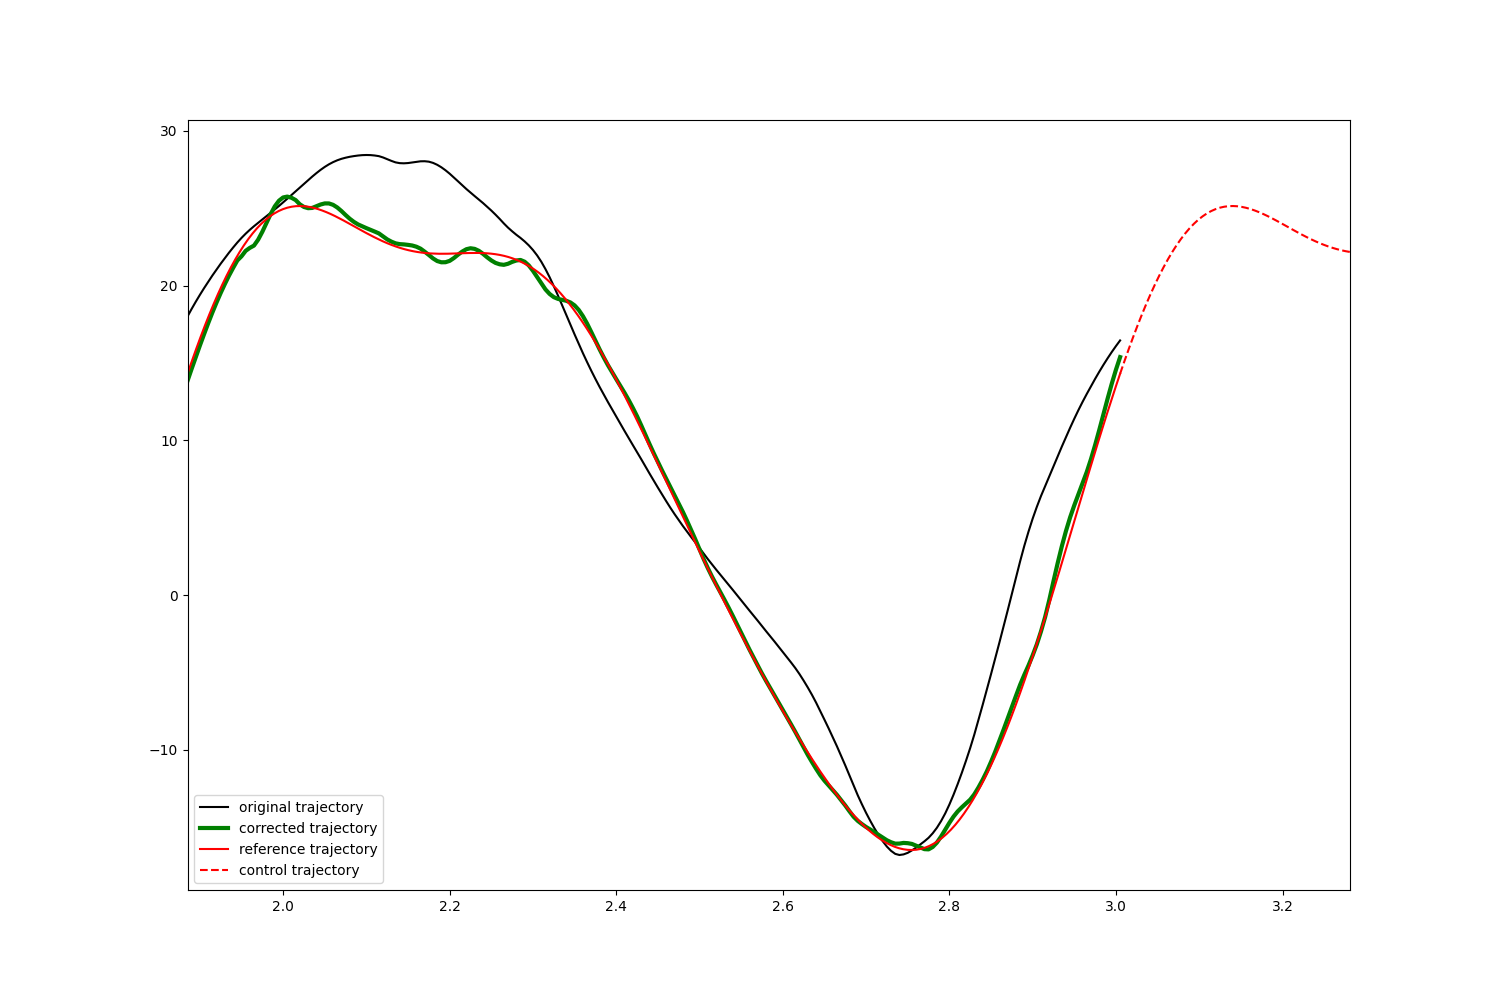 30
20
10
0
−10
original trajectory
corrected trajectory
reference trajectory
control trajectory
2.0 2.2 2.4 2.6 2.8 3.0 3.2